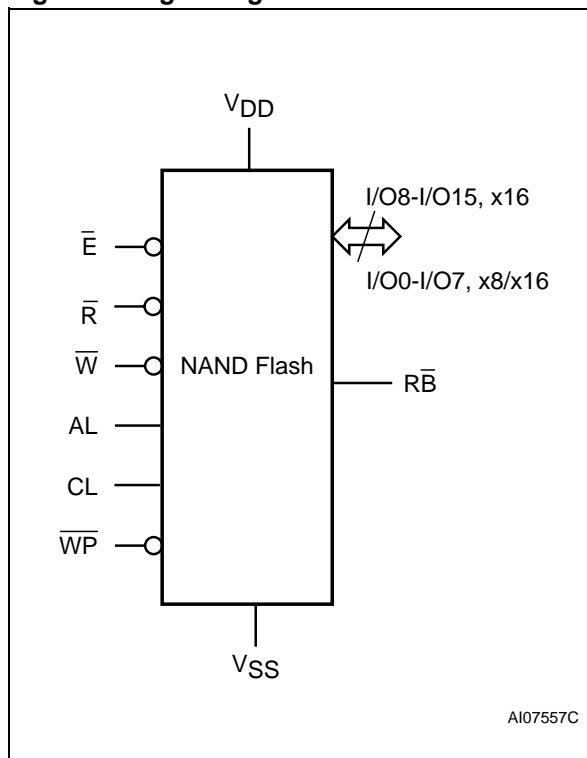 V_DD
I/O8-I/O15, x16
E̅
I/O0-I/O7, x8/x16
R̅
W̅
NAND Flash
RB̅
AL
CL
W̅P̅
V_SS
AI07557C